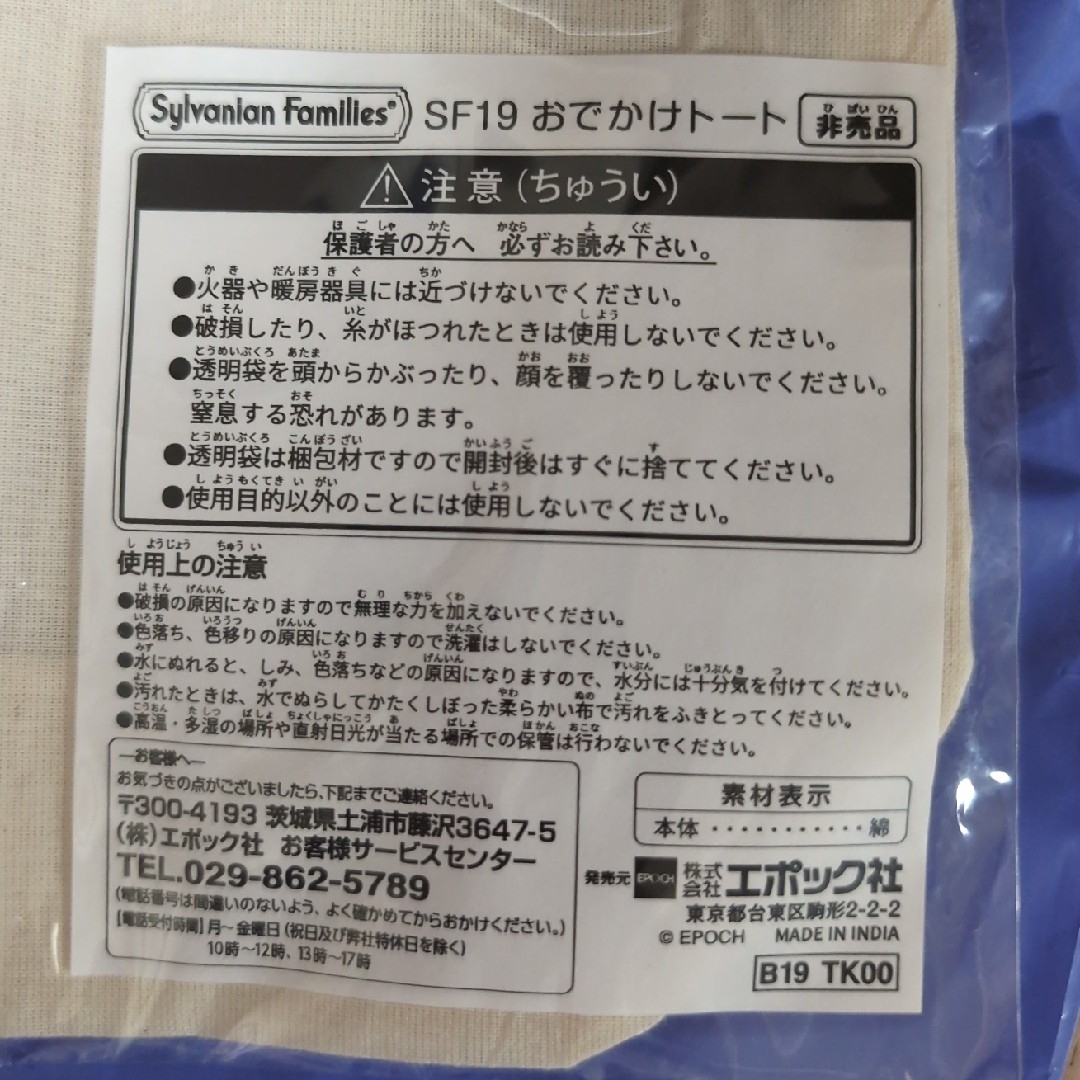 Sylvanian Families® SF19 おでかけトート 非売品
ひ ばい ひん
⚠注意(ちゅうい)
ほ ご しゃ かた かなら よ くだ
保護者の方へ 必ずお読み下さい。
か き だんぼう き ぐ ちか
●火器や暖房器具には近づけないでください。
は そん いと し よう
●破損したり、糸がほつれたときは使用しないでください。
とうめいぶくろ あたま かお おお
●透明袋を頭からかぶったり、顔を覆ったりしないでください。
ちっそく おそ
窒息する恐れがあります。
とうめいぶくろ こんぽうざい かいふうご す
●透明袋は梱包材ですので開封後はすぐに捨ててください。
し ようもくてき い がい し よう
●使用目的以外のことには使用しないでください。
し ようじょう ちゅう い
使用上の注意
は そん げんいん む り ちから くわ
●破損の原因になりますので無理な力を加えないでください。
いろ お いろうつ げんいん せんたく
●色落ち、色移りの原因になりますので洗濯はしないでください。
みず いろ お げんいん すいぶん じゅうぶん き つ
●水にぬれると、しみ、色落ちなどの原因になりますので、水分には十分気を付けてください。
よご みず やわ ぬの よご
●汚れたときは、水でぬらしてかたくしぼった柔らかい布で汚れをふきとってください。
こうおん た しつ ばしょ ちょくしゃにっこう あ ばしょ ほかん おこな
●高温・多湿の場所や直射日光が当たる場所での保管は行わないでください。
お客様へ
お気づきの点がございましたら、下記までご連絡ください。
〒300-4193 茨城県土浦市藤沢3647-5
(株)エポック社 お客様サービスセンター
TEL.029-862-5789
(電話番号は間違いのないよう、よく確かめてからおかけください。)
【電話受付時間】月〜金曜日(祝日及び弊社特休日を除く)
10時〜12時、13時〜17時
素材表示
本体・・・・・・・・・・・綿
発売元 EPOCH 株式会社エポック社
東京都台東区駒形2-2-2
© EPOCH MADE IN INDIA
B19 TK00